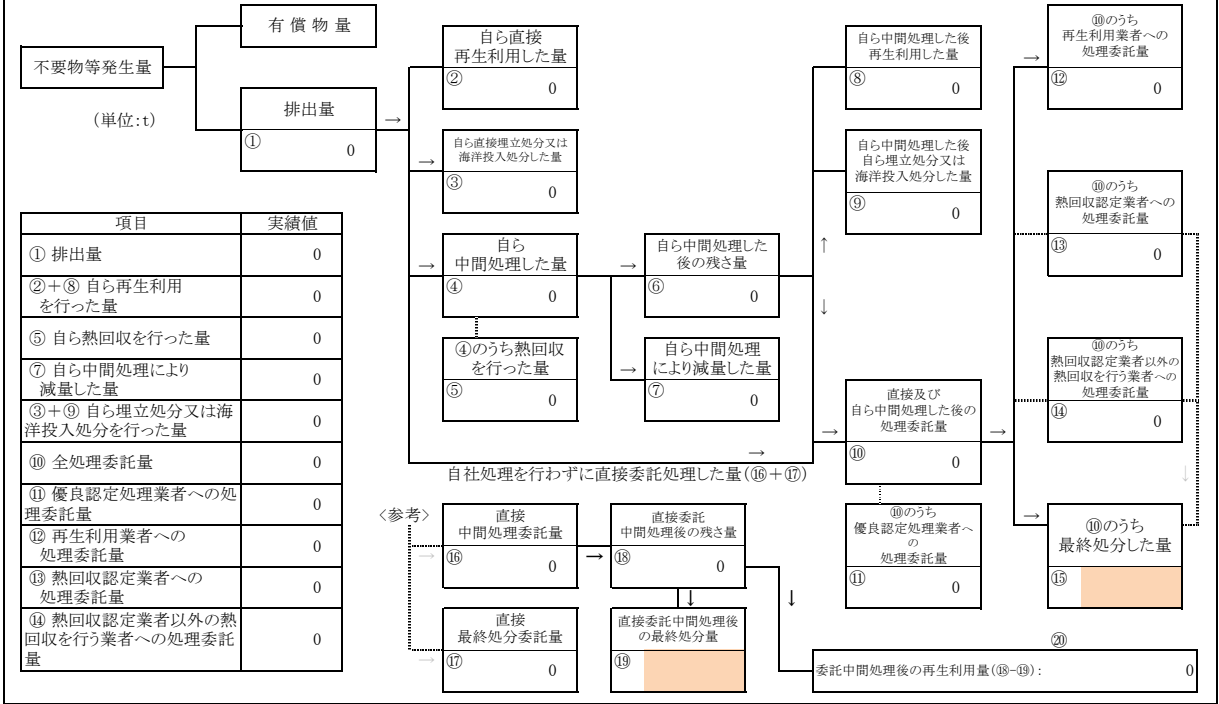 有 償 物 量
不要物等発生量
(単位:t)
排出量
①
0
→
自ら直接
再生利用した量
②
0
→
自ら直接埋立処分又は
海洋投入処分した量
③
0
→
自ら
中間処理した量
④
0
④のうち熱回収
を行った量
⑤
0
→
自ら中間処理した
後の残さ量
⑥
0
→
自ら中間処理
により減量した量
⑦
0
自ら中間処理した後
再生利用した量
⑧
0
自ら中間処理した後
自ら埋立処分又は
海洋投入処分した量
⑨
0
↑
↓
→
自社処理を行わずに直接委託処理した量(⑯+⑰)
→
直接及び
自ら中間処理した後の
処理委託量
⑩
0
→
⑩のうち
優良認定処理業者へ
の
処理委託量
⑪
0
→
⑩のうち
再生利用業者への
処理委託量
⑫
0
⑩のうち
熱回収認定業者への
処理委託量
⑬
0
⑩のうち
熱回収認定業者以外の
熱回収を行う業者への
処理委託量
⑭
0
↓
→
⑩のうち
最終処分した量
⑮
項目 実績値
① 排出量 0
②+⑧ 自ら再生利用
を行った量 0
⑤ 自ら熱回収を行った量 0
⑦ 自ら中間処理により
減量した量 0
③+⑨ 自ら埋立処分又は海
洋投入処分を行った量 0
⑩ 全処理委託量 0
⑪ 優良認定処理業者への処
理委託量 0
⑫ 再生利用業者への
処理委託量 0
⑬ 熱回収認定業者への
処理委託量 0
⑭ 熱回収認定業者以外の熱
回収を行う業者への処理委託
量 0
〈参考〉
→
直接
中間処理委託量
⑯
0
→
直接委託
中間処理後の残さ量
⑱
0
→
直接
最終処分委託量
⑰
0
↓
直接委託中間処理後
の最終処分量
⑲
↓
⑳
委託中間処理後の再生利用量(⑱-⑲): 0